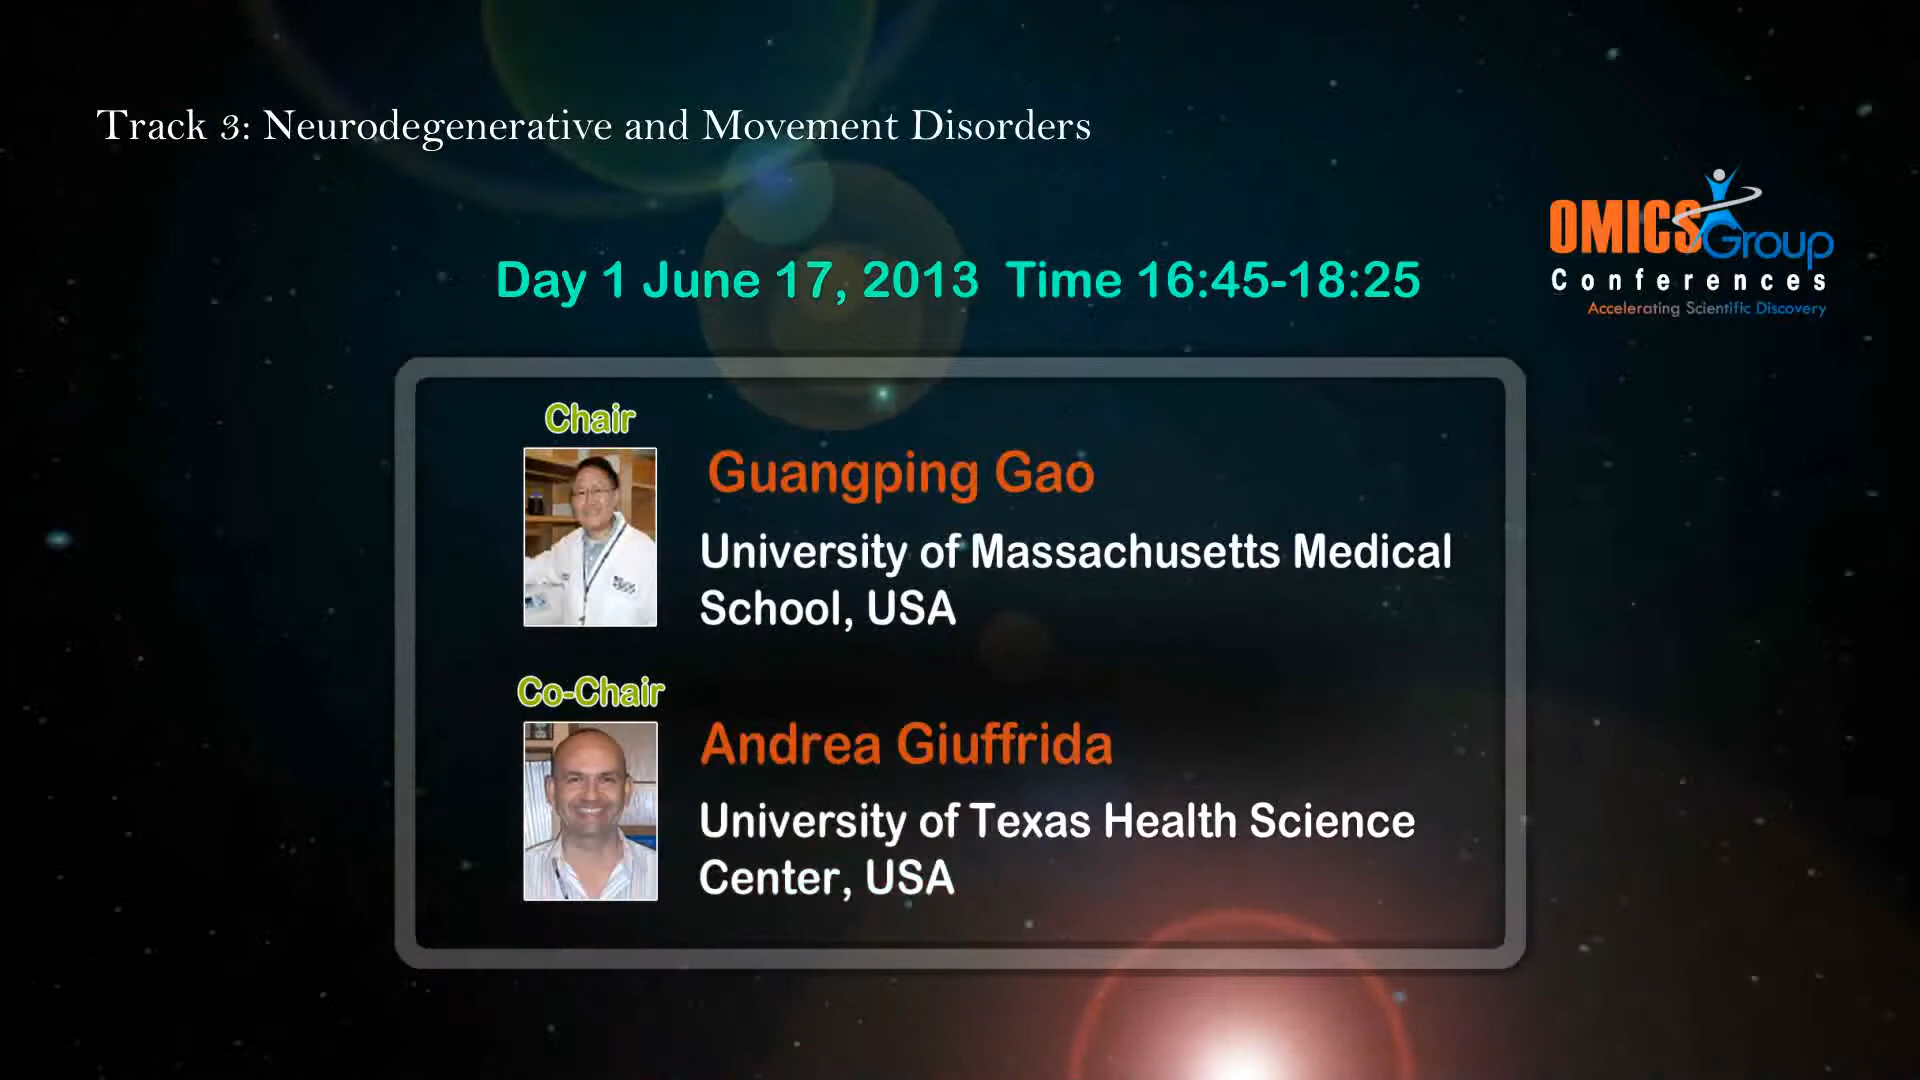 Track 3: Neurodegenerative and Movement Disorders
OMICS Group
Conferences
Accelerating Scientific Discovery
Day 1 June 17, 2013 Time 16:45-18:25
Chair
Guangping Gao
University of Massachusetts Medical
School, USA
Co-Chair
Andrea Giuffrida
University of Texas Health Science
Center, USA